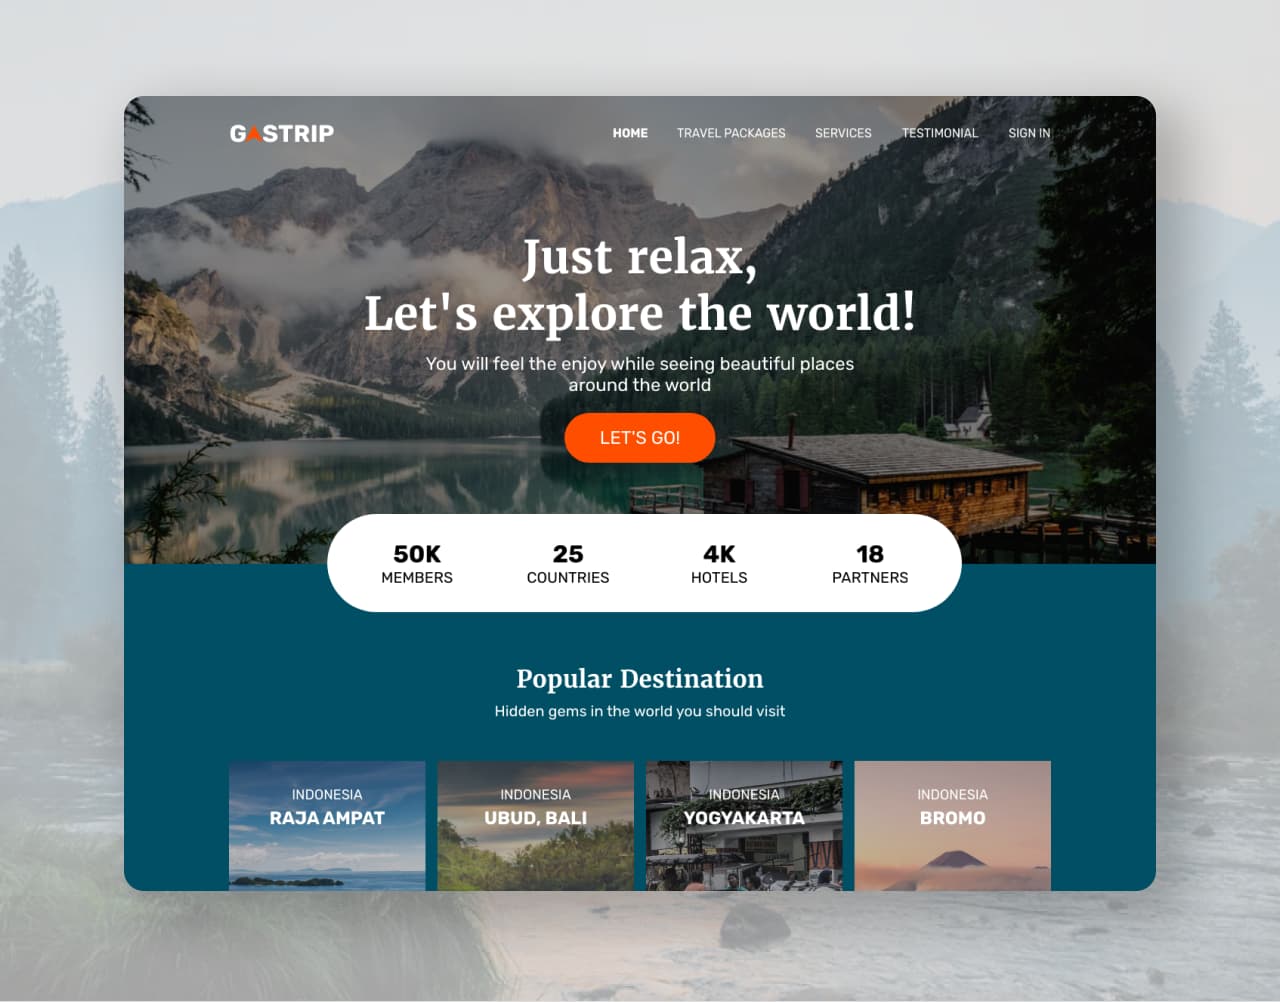 GASTRIP
HOME TRAVEL PACKAGES SERVICES TESTIMONIAL SIGN IN
Just relax,
Let's explore the world!
You will feel the enjoy while seeing beautiful places
around the world
LET'S GO!
50K 25 4K 18
MEMBERS COUNTRIES HOTELS PARTNERS
Popular Destination
Hidden gems in the world you should visit
INDONESIA INDONESIA INDONESIA INDONESIA
RAJA AMPAT UBUD, BALI YOGYAKARTA BROMO